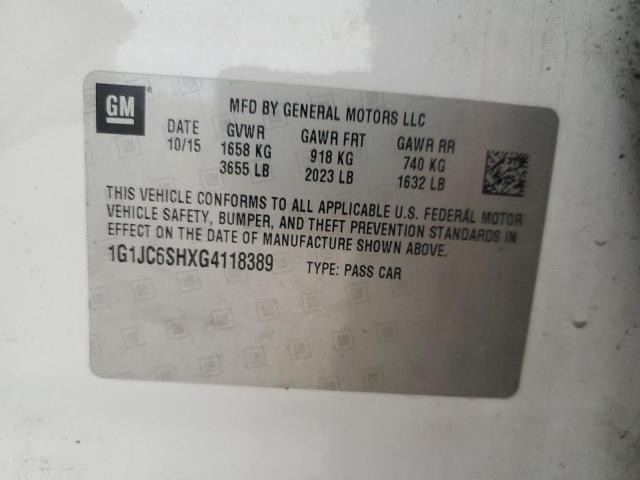 GM ®
MFD BY GENERAL MOTORS LLC
DATE GVWR GAWR FRT GAWR RR
10/15 1658 KG 918 KG 740 KG
3655 LB 2023 LB 1632 LB
THIS VEHICLE CONFORMS TO ALL APPLICABLE U.S. FEDERAL MOTOR
VEHICLE SAFETY, BUMPER, AND THEFT PREVENTION STANDARDS IN
EFFECT ON THE DATE OF MANUFACTURE SHOWN ABOVE.
1G1JC6SHXG4118389 TYPE: PASS CAR